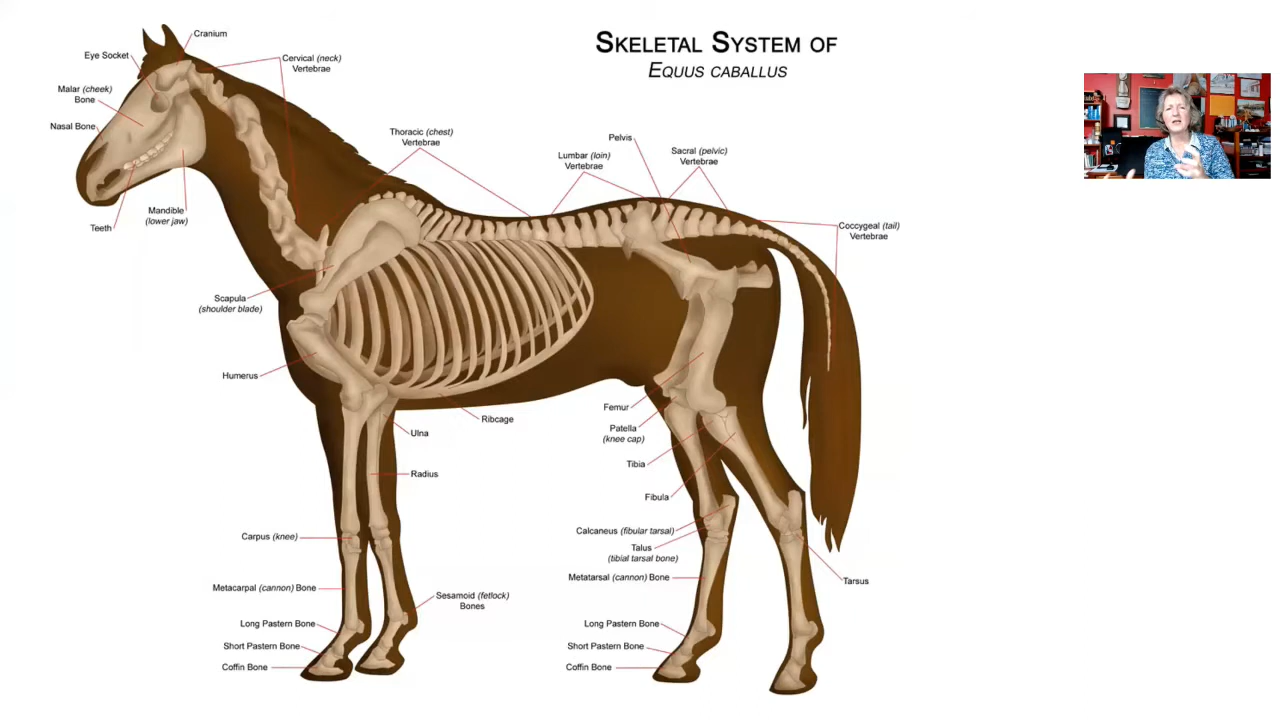 SKELETAL SYSTEM OF
EQUUS CABALLUS
Cranium
Eye Socket
Cervical (neck)
Vertebrae
Malar (cheek)
Bone
Nasal Bone
Thoracic (chest)
Vertebrae
Pelvis
Lumbar (loin)
Vertebrae
Sacral (pelvic)
Vertebrae
Mandible
(lower jaw)
Teeth
Coccygeal (tail)
Vertebrae
Scapula
(shoulder blade)
Humerus
Ribcage
Ulna
Radius
Femur
Patella
(knee cap)
Tibia
Fibula
Carpus (knee)
Calcaneus (fibular tarsal)
Talus
(tibial tarsal bone)
Metatarsal (cannon) Bone
Tarsus
Metacarpal (cannon) Bone
Sesamoid (fetlock)
Bones
Long Pastern Bone
Short Pastern Bone
Coffin Bone
Long Pastern Bone
Short Pastern Bone
Coffin Bone